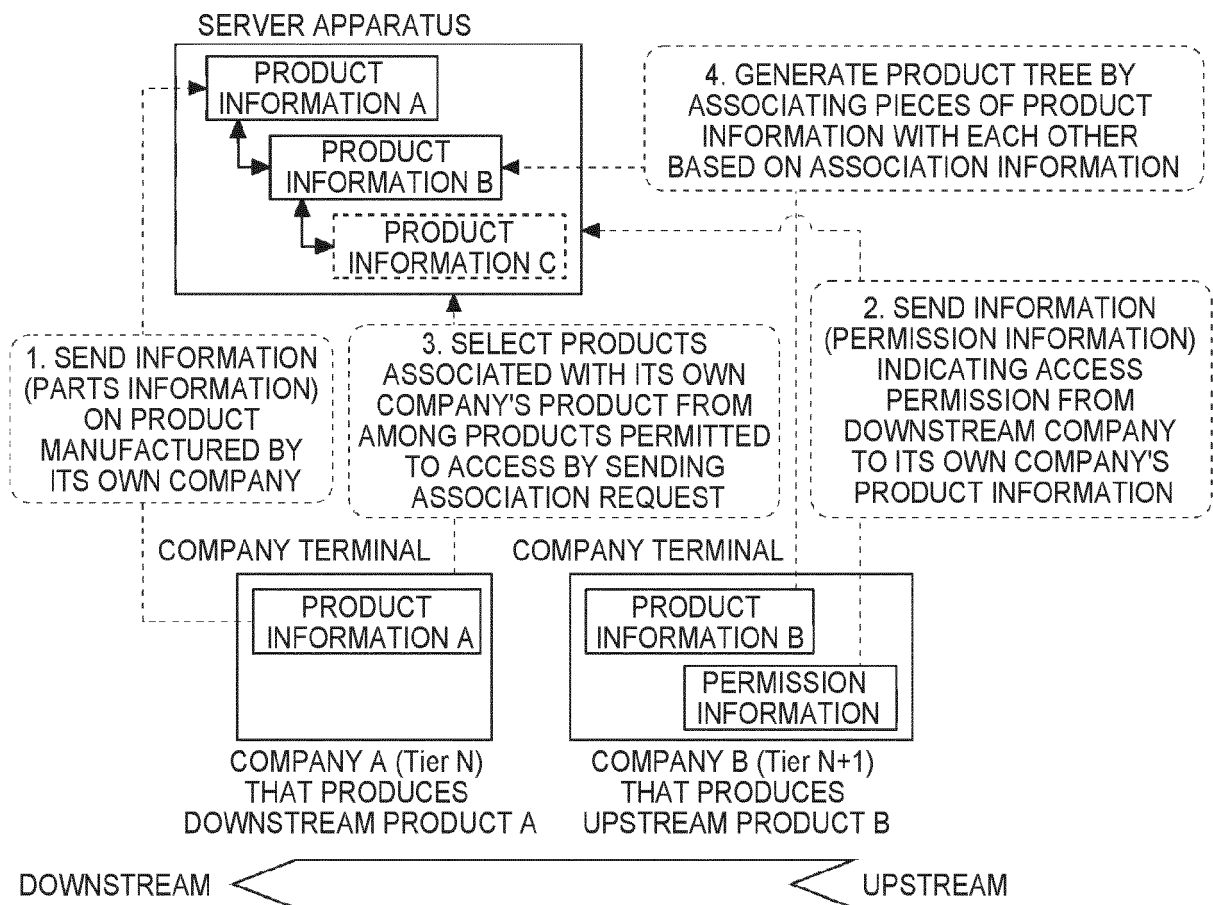 SERVER APPARATUS
PRODUCT
INFORMATION A
PRODUCT
INFORMATION B
PRODUCT
INFORMATION C
4. GENERATE PRODUCT TREE BY
ASSOCIATING PIECES OF PRODUCT
INFORMATION WITH EACH OTHER
BASED ON ASSOCIATION INFORMATION
1. SEND INFORMATION
(PARTS INFORMATION)
ON PRODUCT
MANUFACTURED BY
ITS OWN COMPANY
3. SELECT PRODUCTS
ASSOCIATED WITH ITS OWN
COMPANY'S PRODUCT FROM
AMONG PRODUCTS PERMITTED
TO ACCESS BY SENDING
ASSOCIATION REQUEST
2. SEND INFORMATION
(PERMISSION INFORMATION)
INDICATING ACCESS
PERMISSION FROM
DOWNSTREAM COMPANY
TO ITS OWN COMPANY'S
PRODUCT INFORMATION
COMPANY TERMINAL
PRODUCT
INFORMATION A
COMPANY A (Tier N)
THAT PRODUCES
DOWNSTREAM PRODUCT A
COMPANY TERMINAL
PRODUCT
INFORMATION B
PERMISSION
INFORMATION
COMPANY B (Tier N+1)
THAT PRODUCES
UPSTREAM PRODUCT B
DOWNSTREAM
UPSTREAM